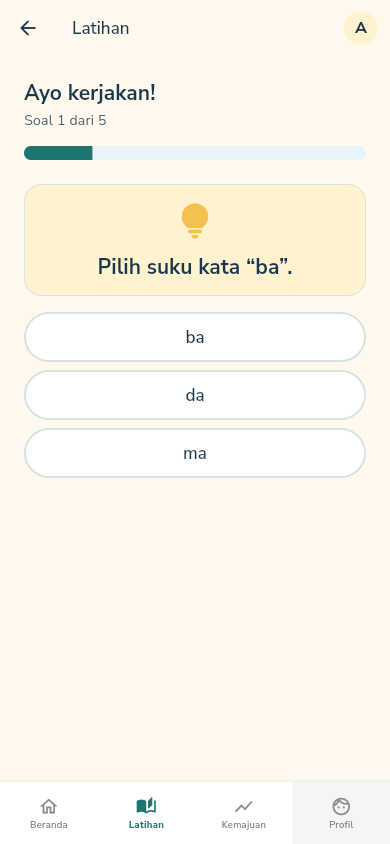 Latihan
A
Ayo kerjakan!
Soal 1 dari 5
Pilih suku kata “ba”.
ba
da
ma
Beranda
Latihan
Kemajuan
Profil